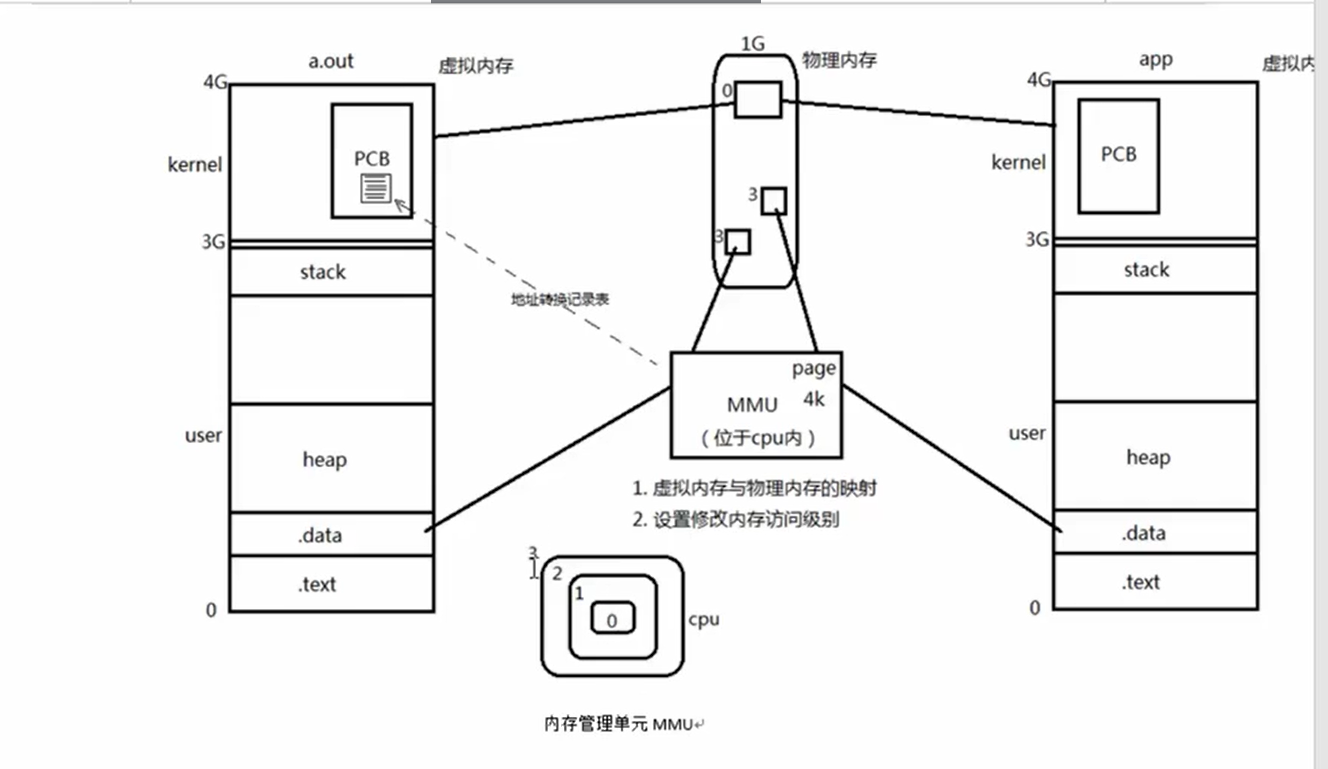 a.out
虚拟内存
4G
kernel
PCB
3G
stack
user
heap
.data
.text
0
地址转换记录表
1G
物理内存
0
3
3
page
4k
MMU
（位于cpu内）
1. 虚拟内存与物理内存的映射
2. 设置修改内存访问级别
3
2
1
0
cpu
app
虚拟内
4G
kernel
PCB
3G
stack
user
heap
.data
.text
0
内存管理单元 MMU